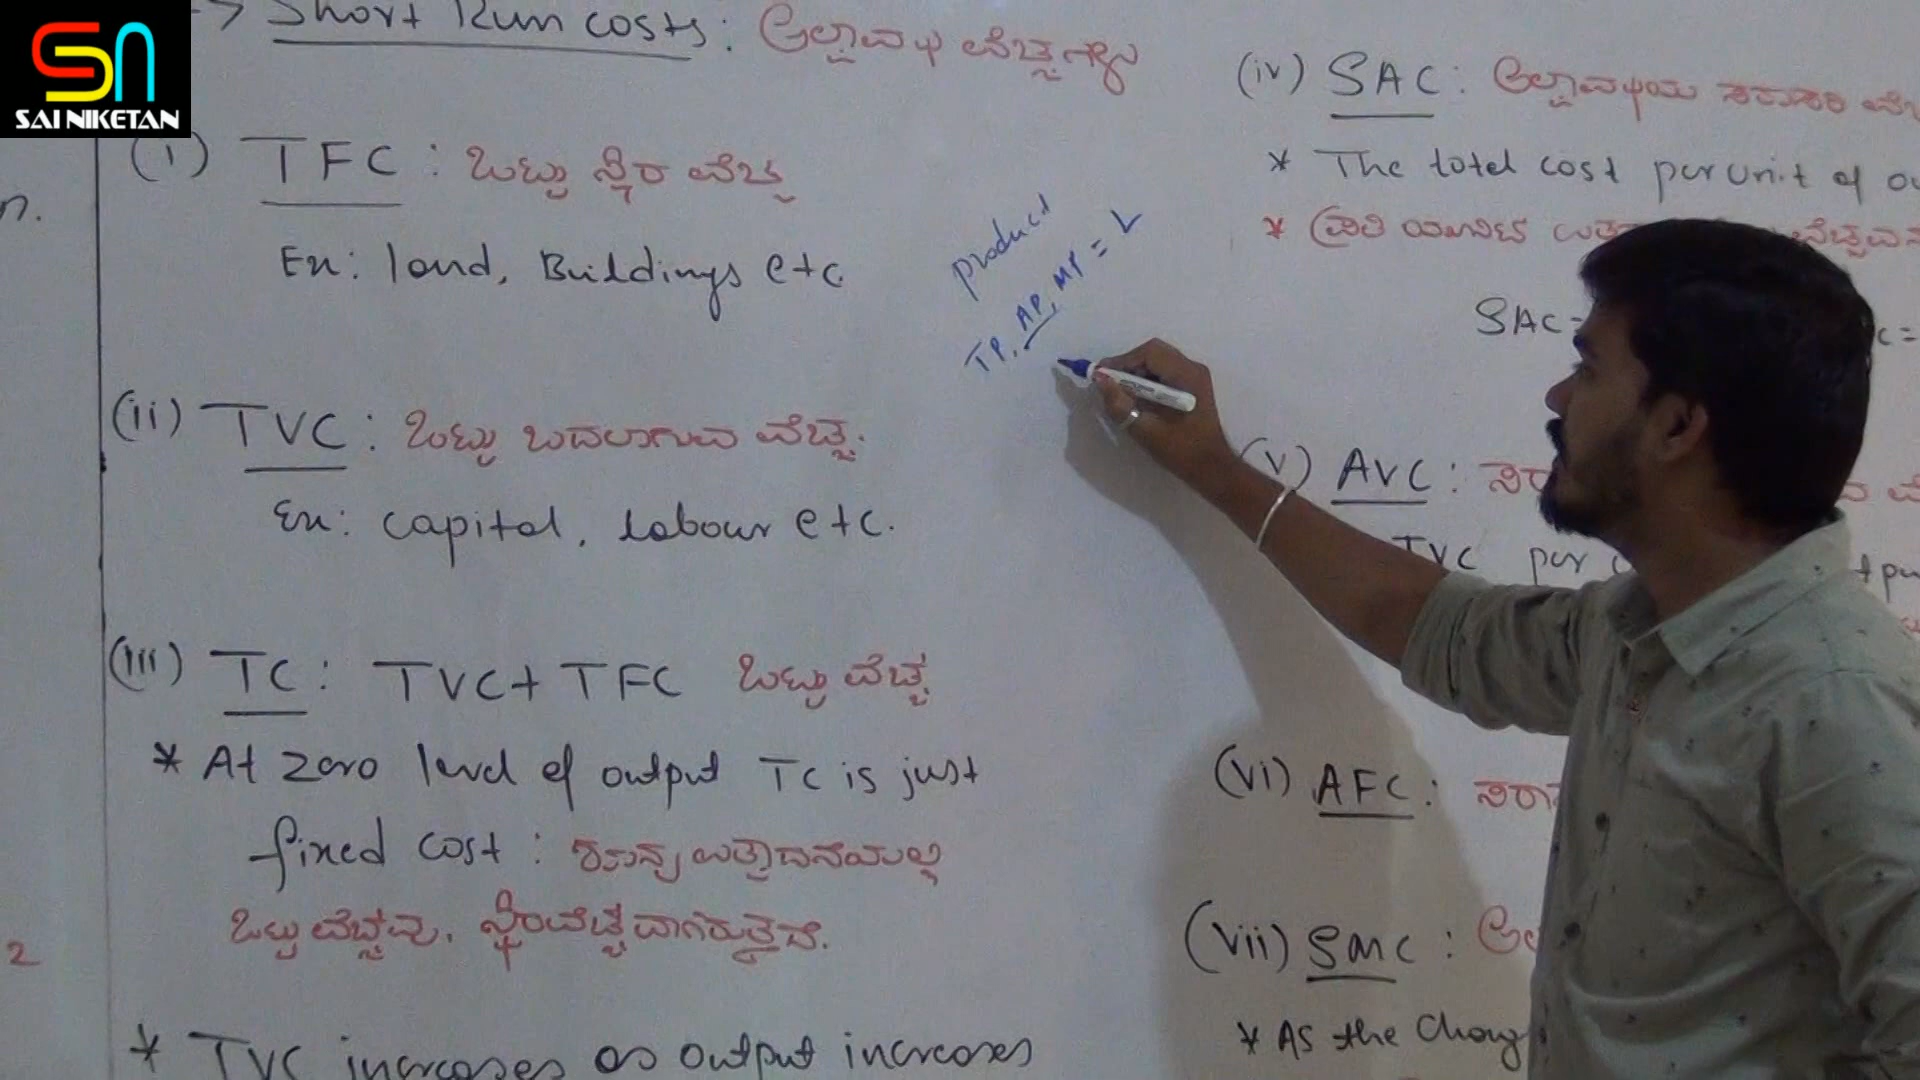 SAI NIKETAN
→ Short Run costs: ಅಲ್ಪಾವಧಿ ವೆಚ್ಚಗಳು
(i) TFC: ಒಟ್ಟು ಸ್ಥಿರ ವೆಚ್ಚ
Ex: land, Buildings etc.
(ii) TVC: ಒಟ್ಟು ಬದಲಾಗುವ ವೆಚ್ಚ.
Ex: capital, labour etc.
(iii) TC: TVC+TFC ಒಟ್ಟು ವೆಚ್ಚ
* At zero level of output TC is just
fixed cost: ಶೂನ್ಯ ಉತ್ಪಾದನೆಯಲ್ಲಿ
ಒಟ್ಟು ವೆಚ್ಚವು, ಸ್ಥಿರವೆಚ್ಚವಾಗಿರುತ್ತದೆ.
* TVC increases as output increases
n.
2
product
TP, AP, MP = L
(iv) SAC: ಅಲ್ಪಾವಧಿಯ ಸರಾಸರಿ
* The total cost per unit of
* ಪ್ರತಿ ಯೂನಿಟ್
SAC =
(v) AVC:
TVC per
(vi) AFC:
(vii) SMC:
* As the